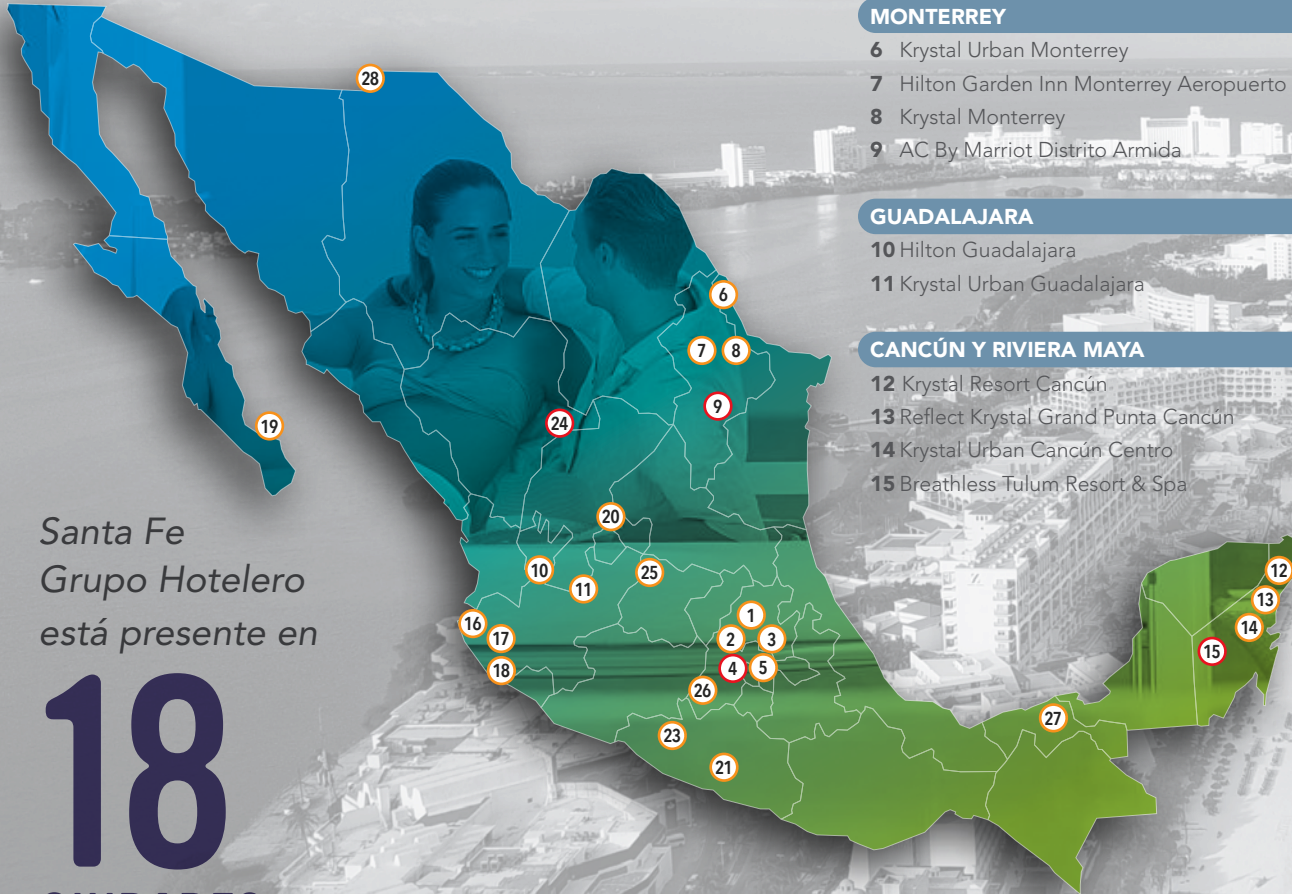 MONTERREY
6 Krystal Urban Monterrey
7 Hilton Garden Inn Monterrey Aeropuerto
8 Krystal Monterrey
9 AC By Marriot Distrito Armida
GUADALAJARA
10 Hilton Guadalajara
11 Krystal Urban Guadalajara
CANCÚN Y RIVIERA MAYA
12 Krystal Resort Cancún
13 Reflect Krystal Grand Punta Cancún
14 Krystal Urban Cancún Centro
15 Breathless Tulum Resort & Spa
28
6
7 8
9
19
24
20
10
25
11
1
16
2 3
17
4 5
18
26
23
21
12
13
14
15
27
Santa Fe
Grupo Hotelero
está presente en
18